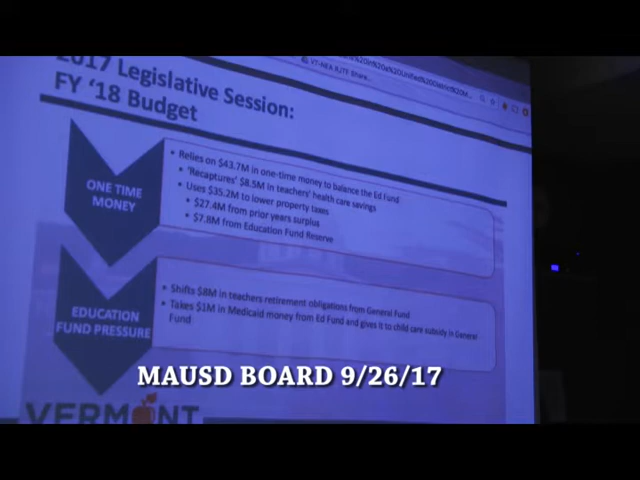 VT-NEA IUTF Share...
2017 Legislative Session:
FY '18 Budget
ONE TIME
MONEY
• Relies on $43.7M in one-time money to balance the Ed Fund
• 'Recaptures' $8.5M in teachers' health care savings
• Uses $35.2M to lower property taxes
• $27.4M from prior years surplus
• $7.8M from Education Fund Reserve
EDUCATION
FUND PRESSURE
• Shifts $8M in teachers retirement obligations from General Fund
• Takes $1M in Medicaid money from Ed Fund and gives it to child care subsidy in General
Fund
MAUSD BOARD 9/26/17
VERMONT